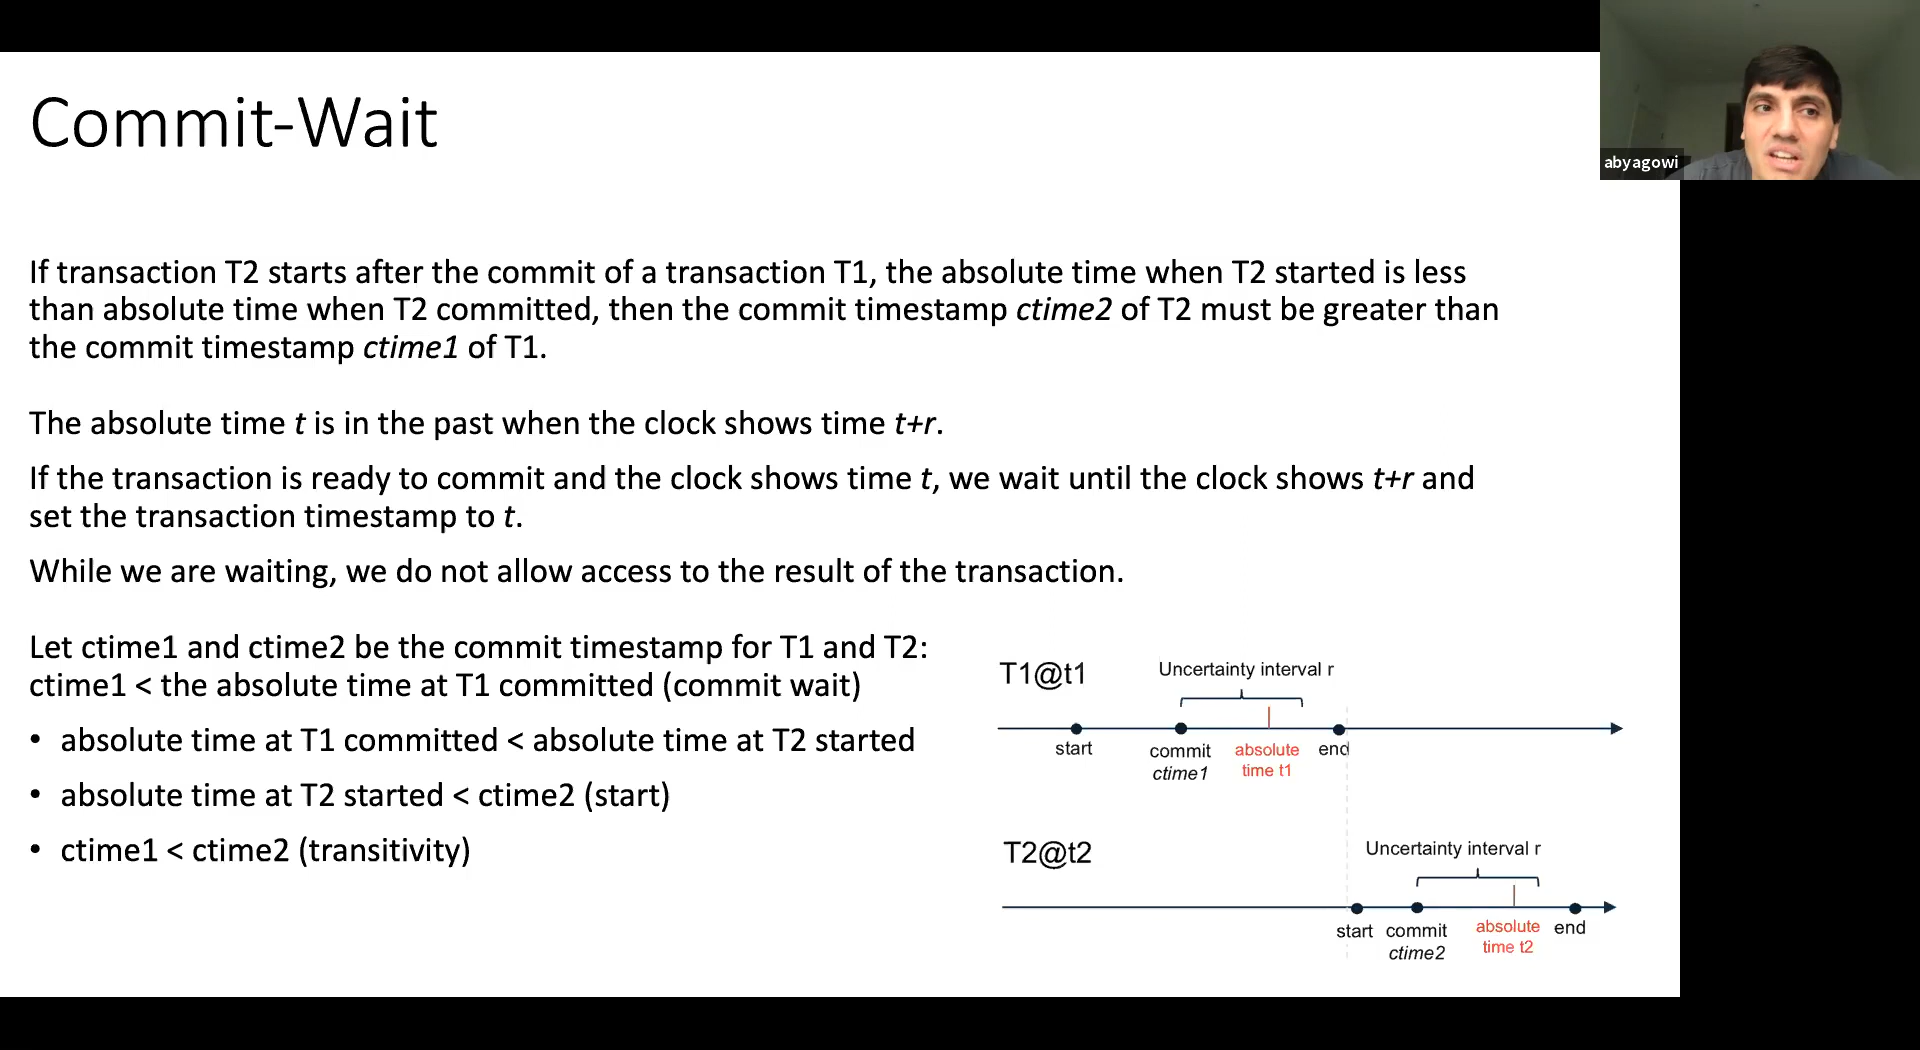 Commit-Wait
abyagowi
If transaction T2 starts after the commit of a transaction T1, the absolute time when T2 started is less
than absolute time when T2 committed, then the commit timestamp ctime2 of T2 must be greater than
the commit timestamp ctime1 of T1.
The absolute time t is in the past when the clock shows time t+r.
If the transaction is ready to commit and the clock shows time t, we wait until the clock shows t+r and
set the transaction timestamp to t.
While we are waiting, we do not allow access to the result of the transaction.
Let ctime1 and ctime2 be the commit timestamp for T1 and T2:
ctime1 < the absolute time at T1 committed (commit wait)
• absolute time at T1 committed < absolute time at T2 started
• absolute time at T2 started < ctime2 (start)
• ctime1 < ctime2 (transitivity)
T1@t1
Uncertainty interval r
start
commit
ctime1
absolute
time t1
end
T2@t2
Uncertainty interval r
start
commit
ctime2
absolute
time t2
end